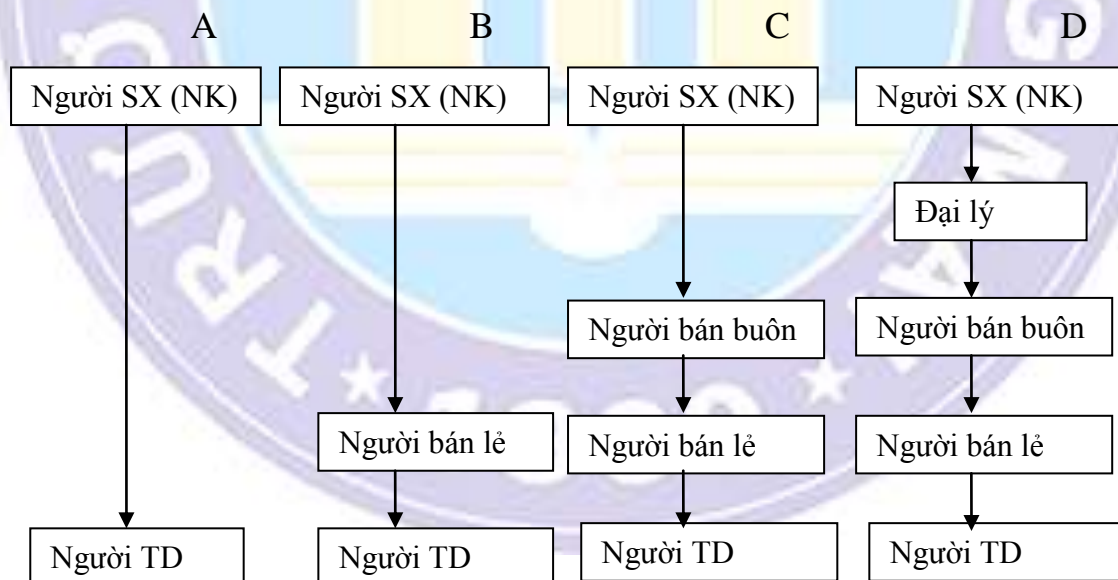 A B C D
Người SX (NK) Người SX (NK) Người SX (NK) Người SX (NK)
Đại lý
Người bán buôn Người bán buôn
Người bán lẻ Người bán lẻ Người bán lẻ
Người TD Người TD Người TD Người TD